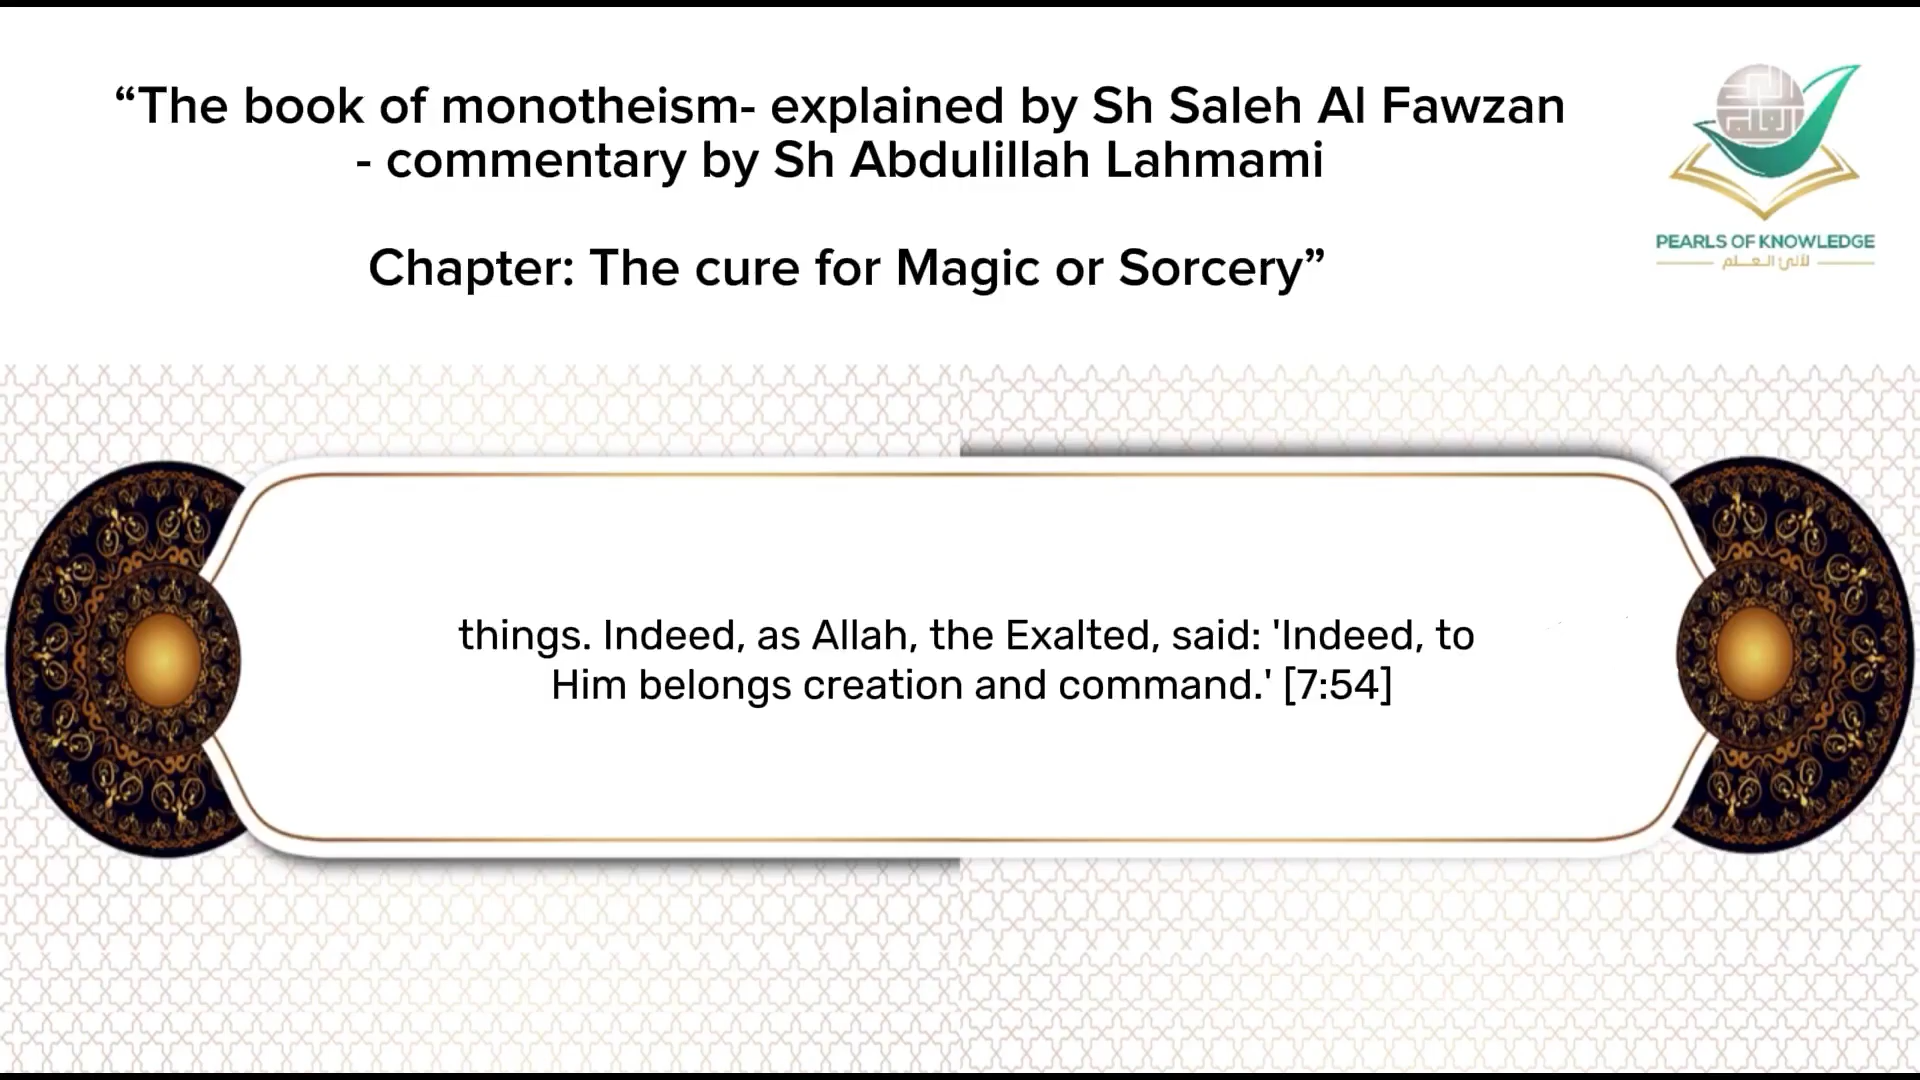 “The book of monotheism- explained by Sh Saleh Al Fawzan
- commentary by Sh Abdulillah Lahmami
Chapter: The cure for Magic or Sorcery”
PEARLS OF KNOWLEDGE
لآلئ العلم
things. Indeed, as Allah, the Exalted, said: 'Indeed, to
Him belongs creation and command.' [7:54]